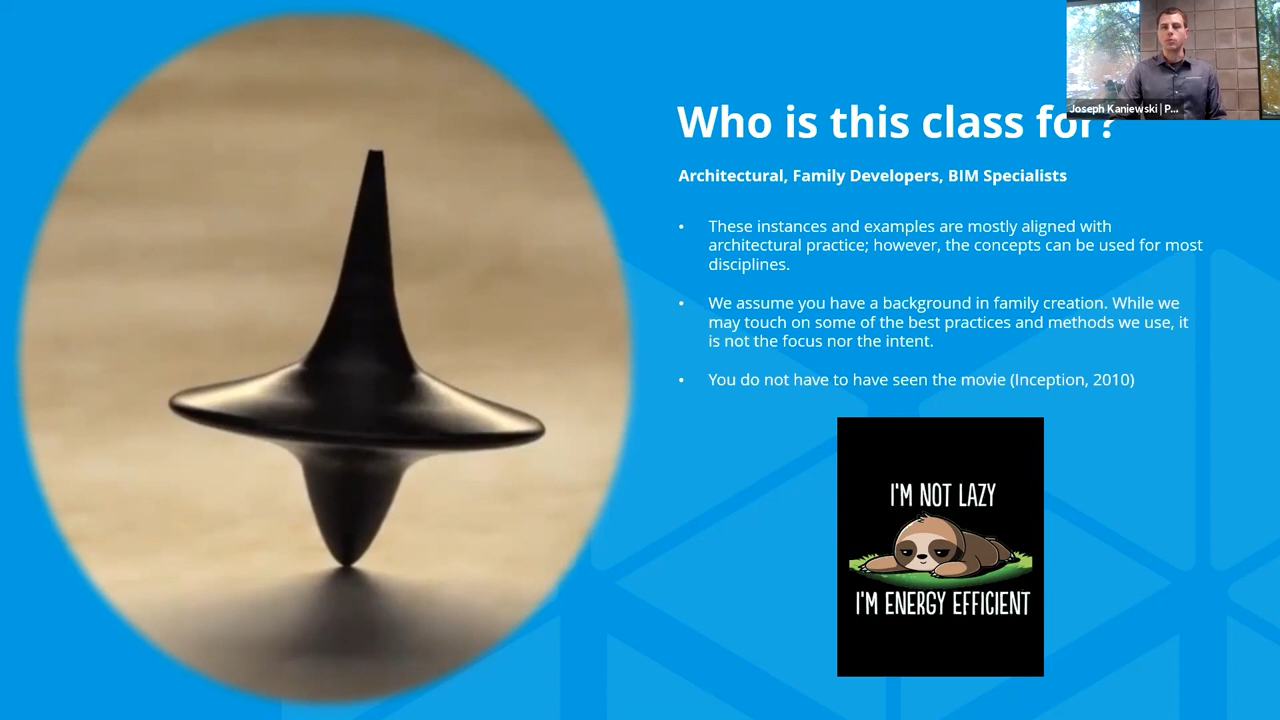 Joseph Kaniewski | P...
Who is this class for?
Architectural, Family Developers, BIM Specialists
• These instances and examples are mostly aligned with
architectural practice; however, the concepts can be used for most
disciplines.
• We assume you have a background in family creation. While we
may touch on some of the best practices and methods we use, it
is not the focus nor the intent.
• You do not have to have seen the movie (Inception, 2010)
I'M NOT LAZY
I'M ENERGY EFFICIENT